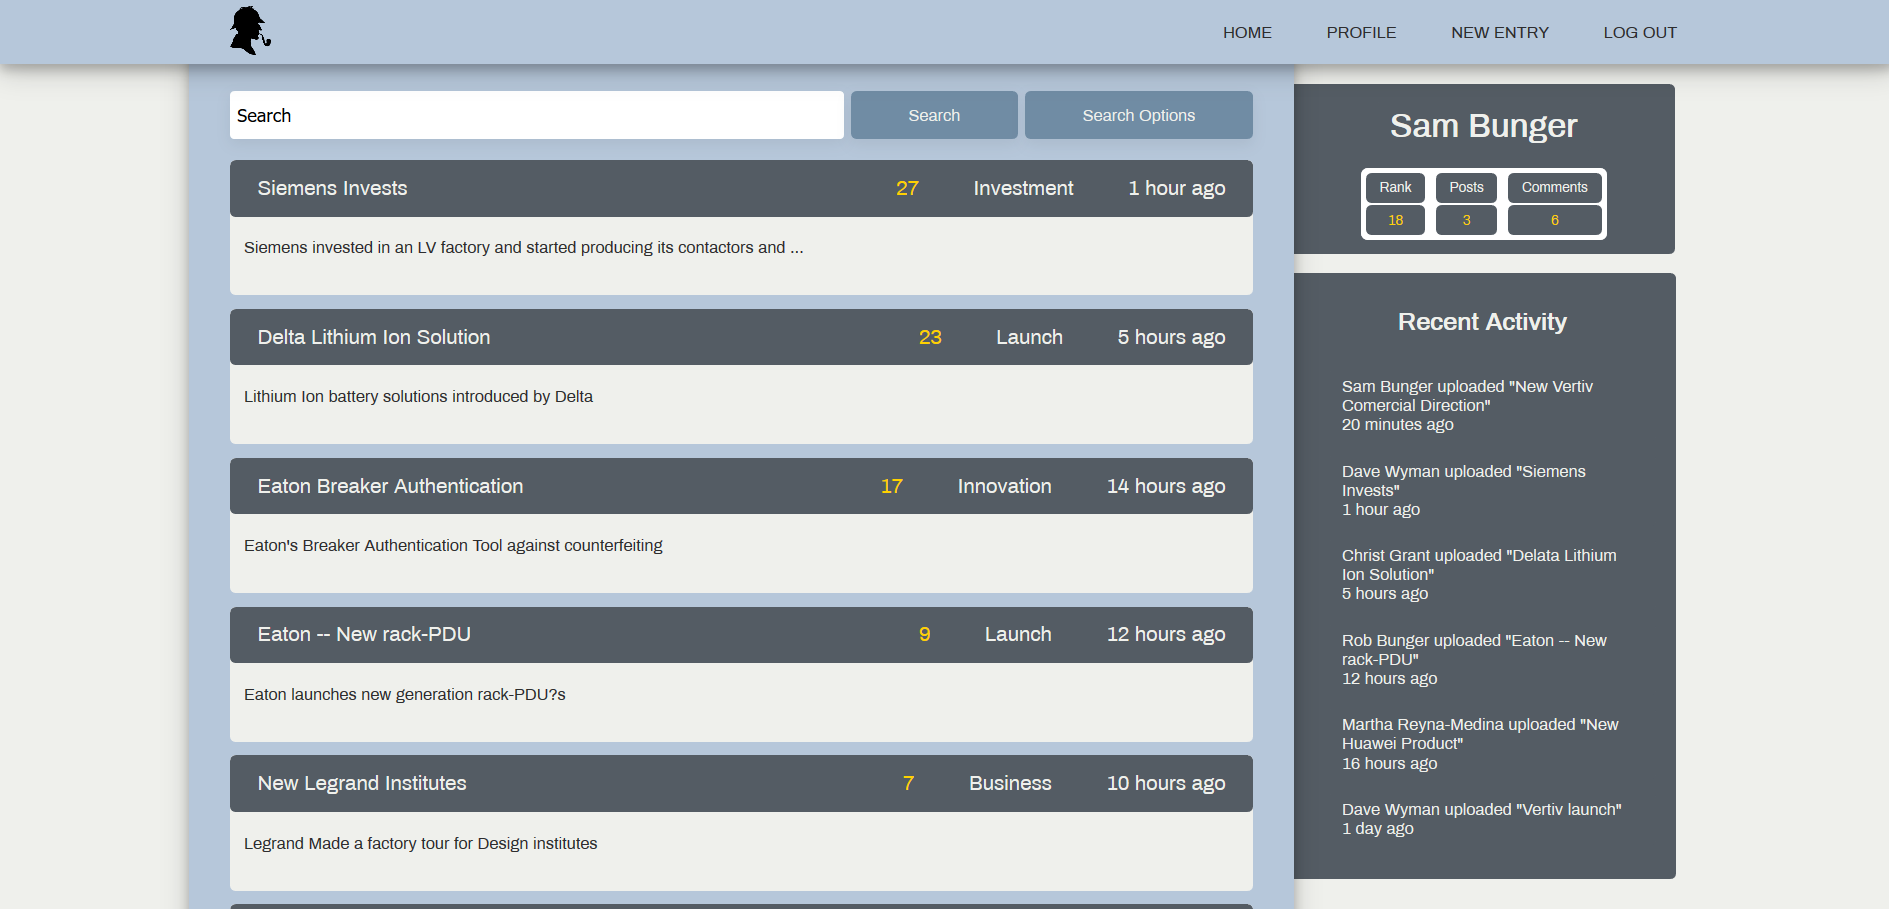 HOME PROFILE NEW ENTRY LOG OUT
Search Search Search Options
Siemens Invests 27 Investment 1 hour ago
Siemens invested in an LV factory and started producing its contactors and ...
Delta Lithium Ion Solution 23 Launch 5 hours ago
Lithium Ion battery solutions introduced by Delta
Eaton Breaker Authentication 17 Innovation 14 hours ago
Eaton's Breaker Authentication Tool against counterfeiting
Eaton -- New rack-PDU 9 Launch 12 hours ago
Eaton launches new generation rack-PDU?s
New Legrand Institutes 7 Business 10 hours ago
Legrand Made a factory tour for Design institutes
Sam Bunger
Rank Posts Comments
18 3 6
Recent Activity
Sam Bunger uploaded "New Vertiv
Comercial Direction"
20 minutes ago
Dave Wyman uploaded "Siemens
Invests"
1 hour ago
Christ Grant uploaded "Delata Lithium
Ion Solution"
5 hours ago
Rob Bunger uploaded "Eaton -- New
rack-PDU"
12 hours ago
Martha Reyna-Medina uploaded "New
Huawei Product"
16 hours ago
Dave Wyman uploaded "Vertiv launch"
1 day ago